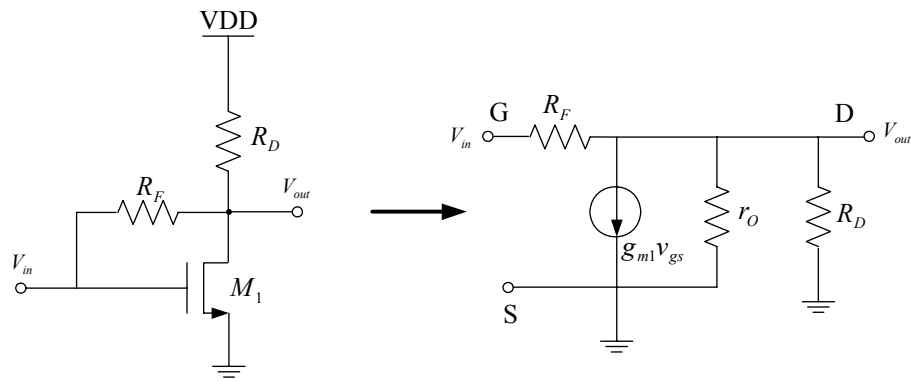 VDD
R_D
R_F
V_out
V_in
M_1
G
R_F
D
V_in
V_out
r_O
R_D
g_m1 v_gs
S